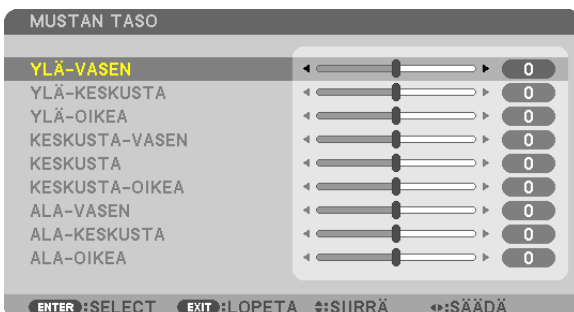 MUSTAN TASO
YLÄ-VASEN 0
YLÄ-KESKUSTA 0
YLÄ-OIKEA 0
KESKUSTA-VASEN 0
KESKUSTA 0
KESKUSTA-OIKEA 0
ALA-VASEN 0
ALA-KESKUSTA 0
ALA-OIKEA 0
ENTER :SELECT EXIT :LOPETA :SIIRRÄ :SÄÄDÄ